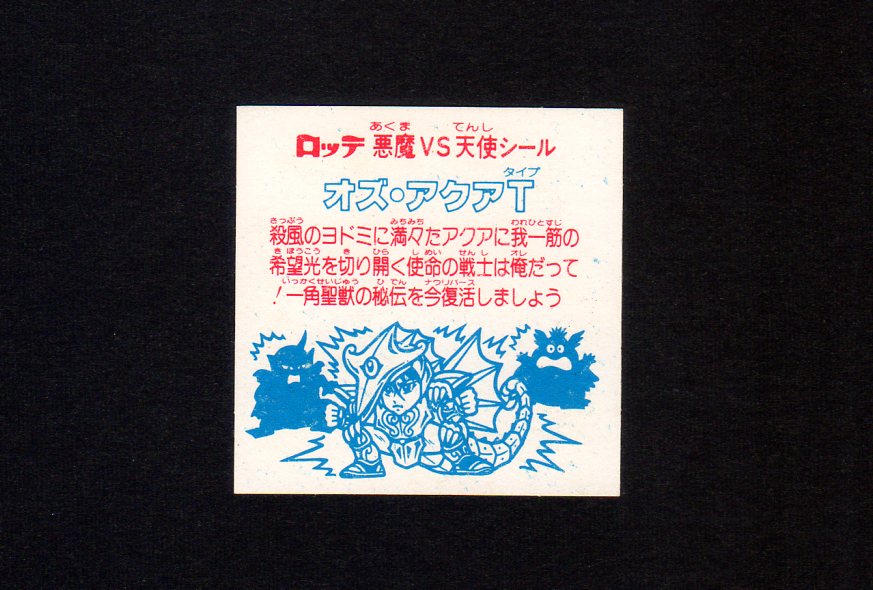 ロッテ 悪魔VS天使シール
あくま てんし
オズ・アクアT
タイプ
殺風のヨドミに満々たアクアに我一筋の
さっぷう みちみち われひとすじ
希望光を切り開く使命の戦士は俺だって
きぼうこう き ひら しめい せんし オレ
！一角聖獣の秘伝を今復活しましょう
いっかくせいじゅう ひでん ナウリバース